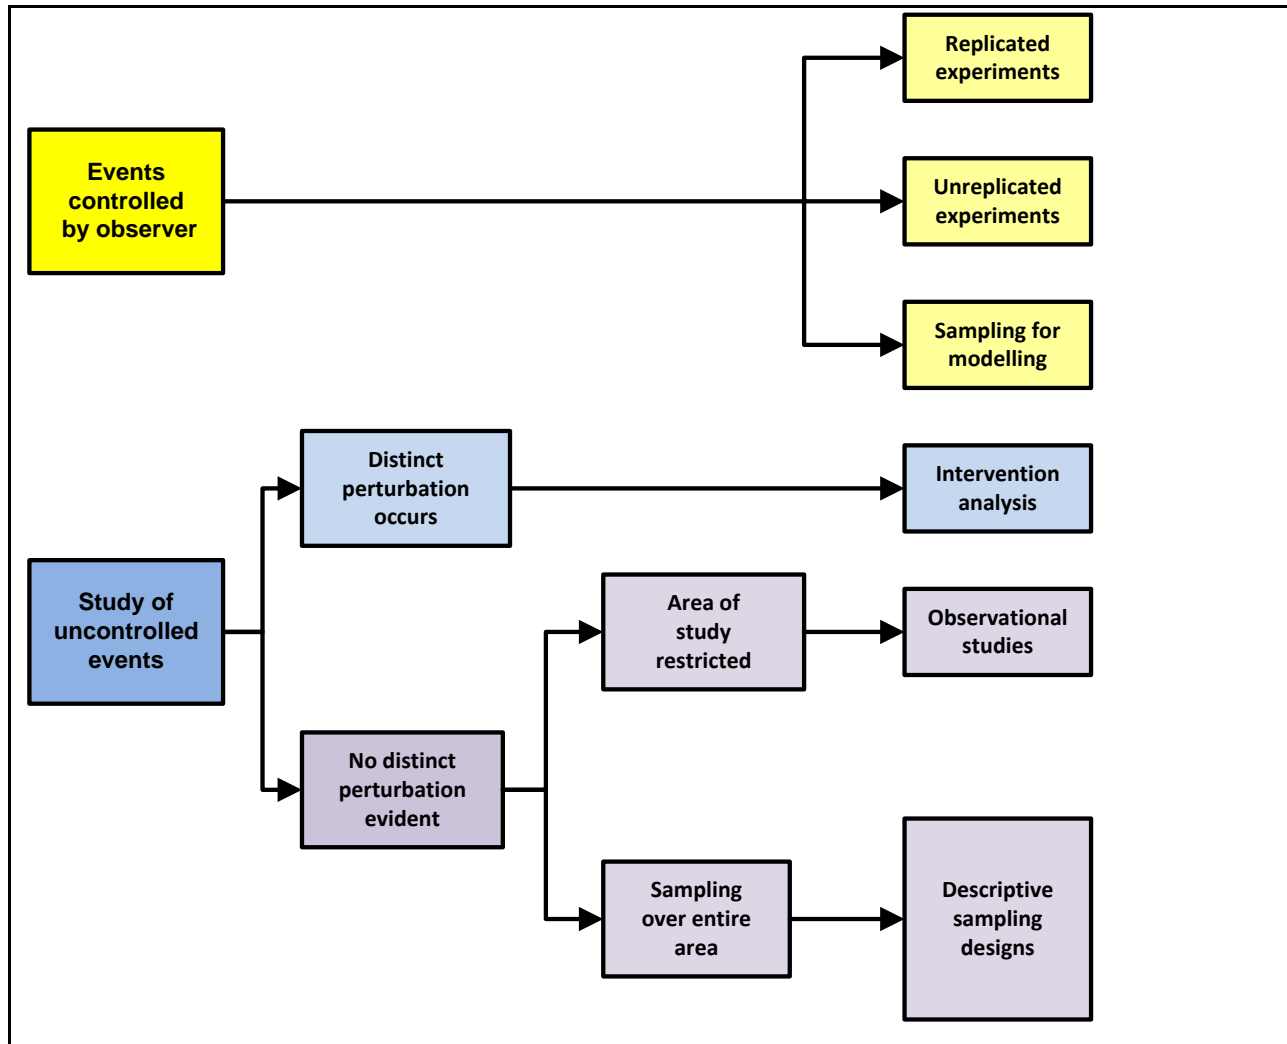 Replicated
experiments
Events
controlled
by observer
Unreplicated
experiments
Sampling for
modelling
Distinct
perturbation
occurs
Intervention
analysis
Study of
uncontrolled
events
Area of
study
restricted
Observational
studies
No distinct
perturbation
evident
Sampling
over entire
area
Descriptive
sampling
designs